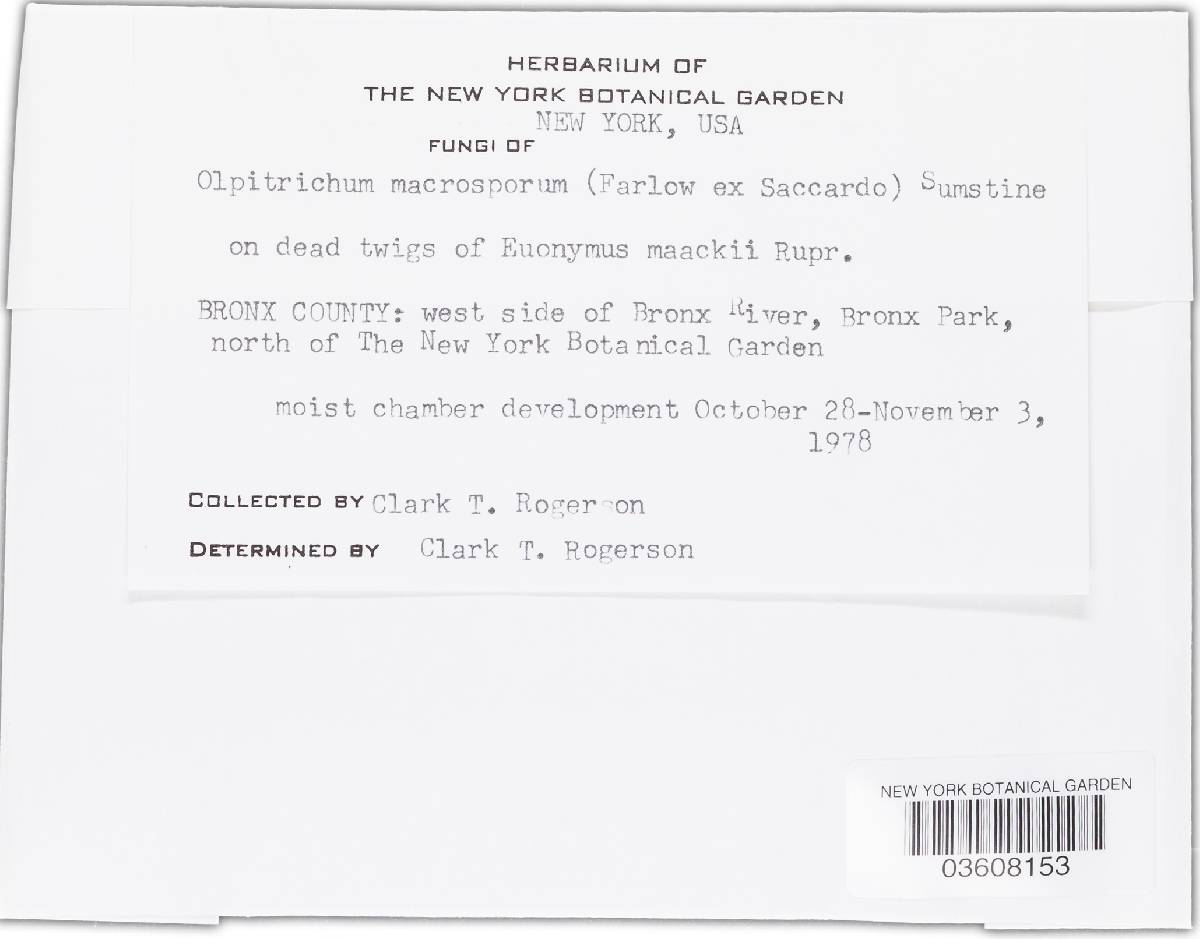 HERBARIUM OF
THE NEW YORK BOTANICAL GARDEN
NEW YORK, USA
FUNGI OF
Olpitrichum macrosporum (Farlow ex Saccardo) Sumstine
on dead twigs of Euonymus maackii Rupr.
BRONX COUNTY: west side of Bronx River, Bronx Park,
north of The New York Botanical Garden
moist chamber development October 28-November 3,
1978
COLLECTED BY Clark T. Rogerson
DETERMINED BY Clark T. Rogerson
NEW YORK BOTANICAL GARDEN
03608153